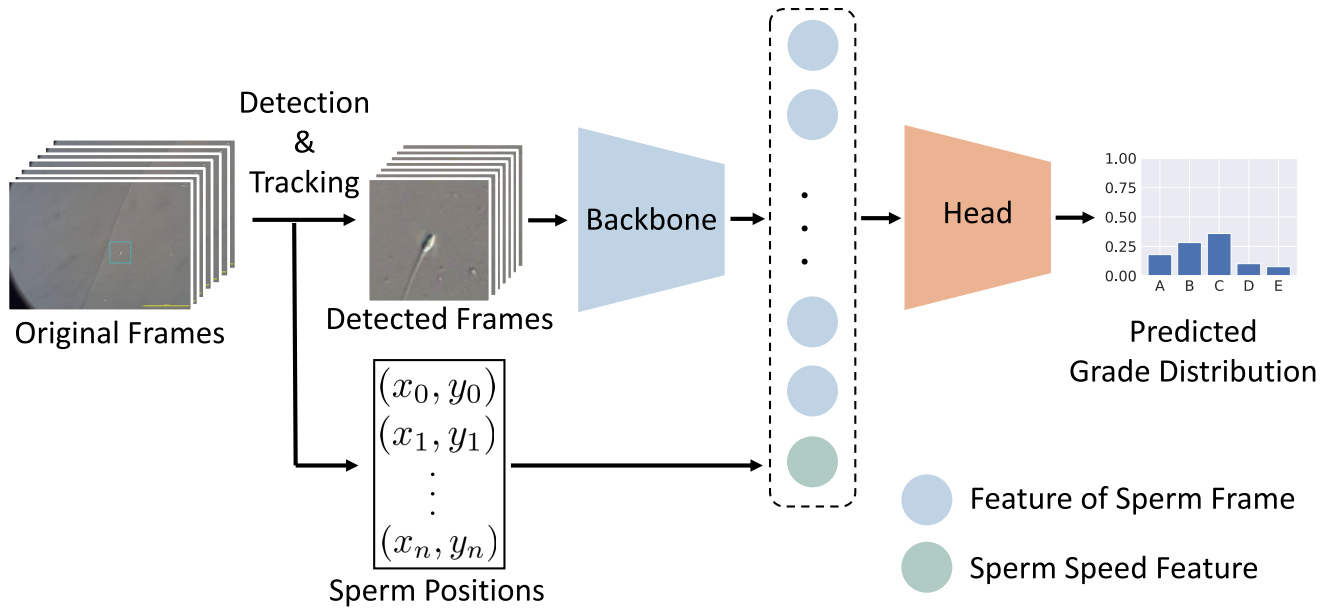 Detection
&
Tracking
Original Frames
Detected Frames
(x₀, y₀)
(x₁, y₁)
⋮
(xₙ, yₙ)
Sperm Positions
Backbone
Head
1.00
0.75
0.50
0.25
0.00
A B C D E
Predicted
Grade Distribution
Feature of Sperm Frame
Sperm Speed Feature